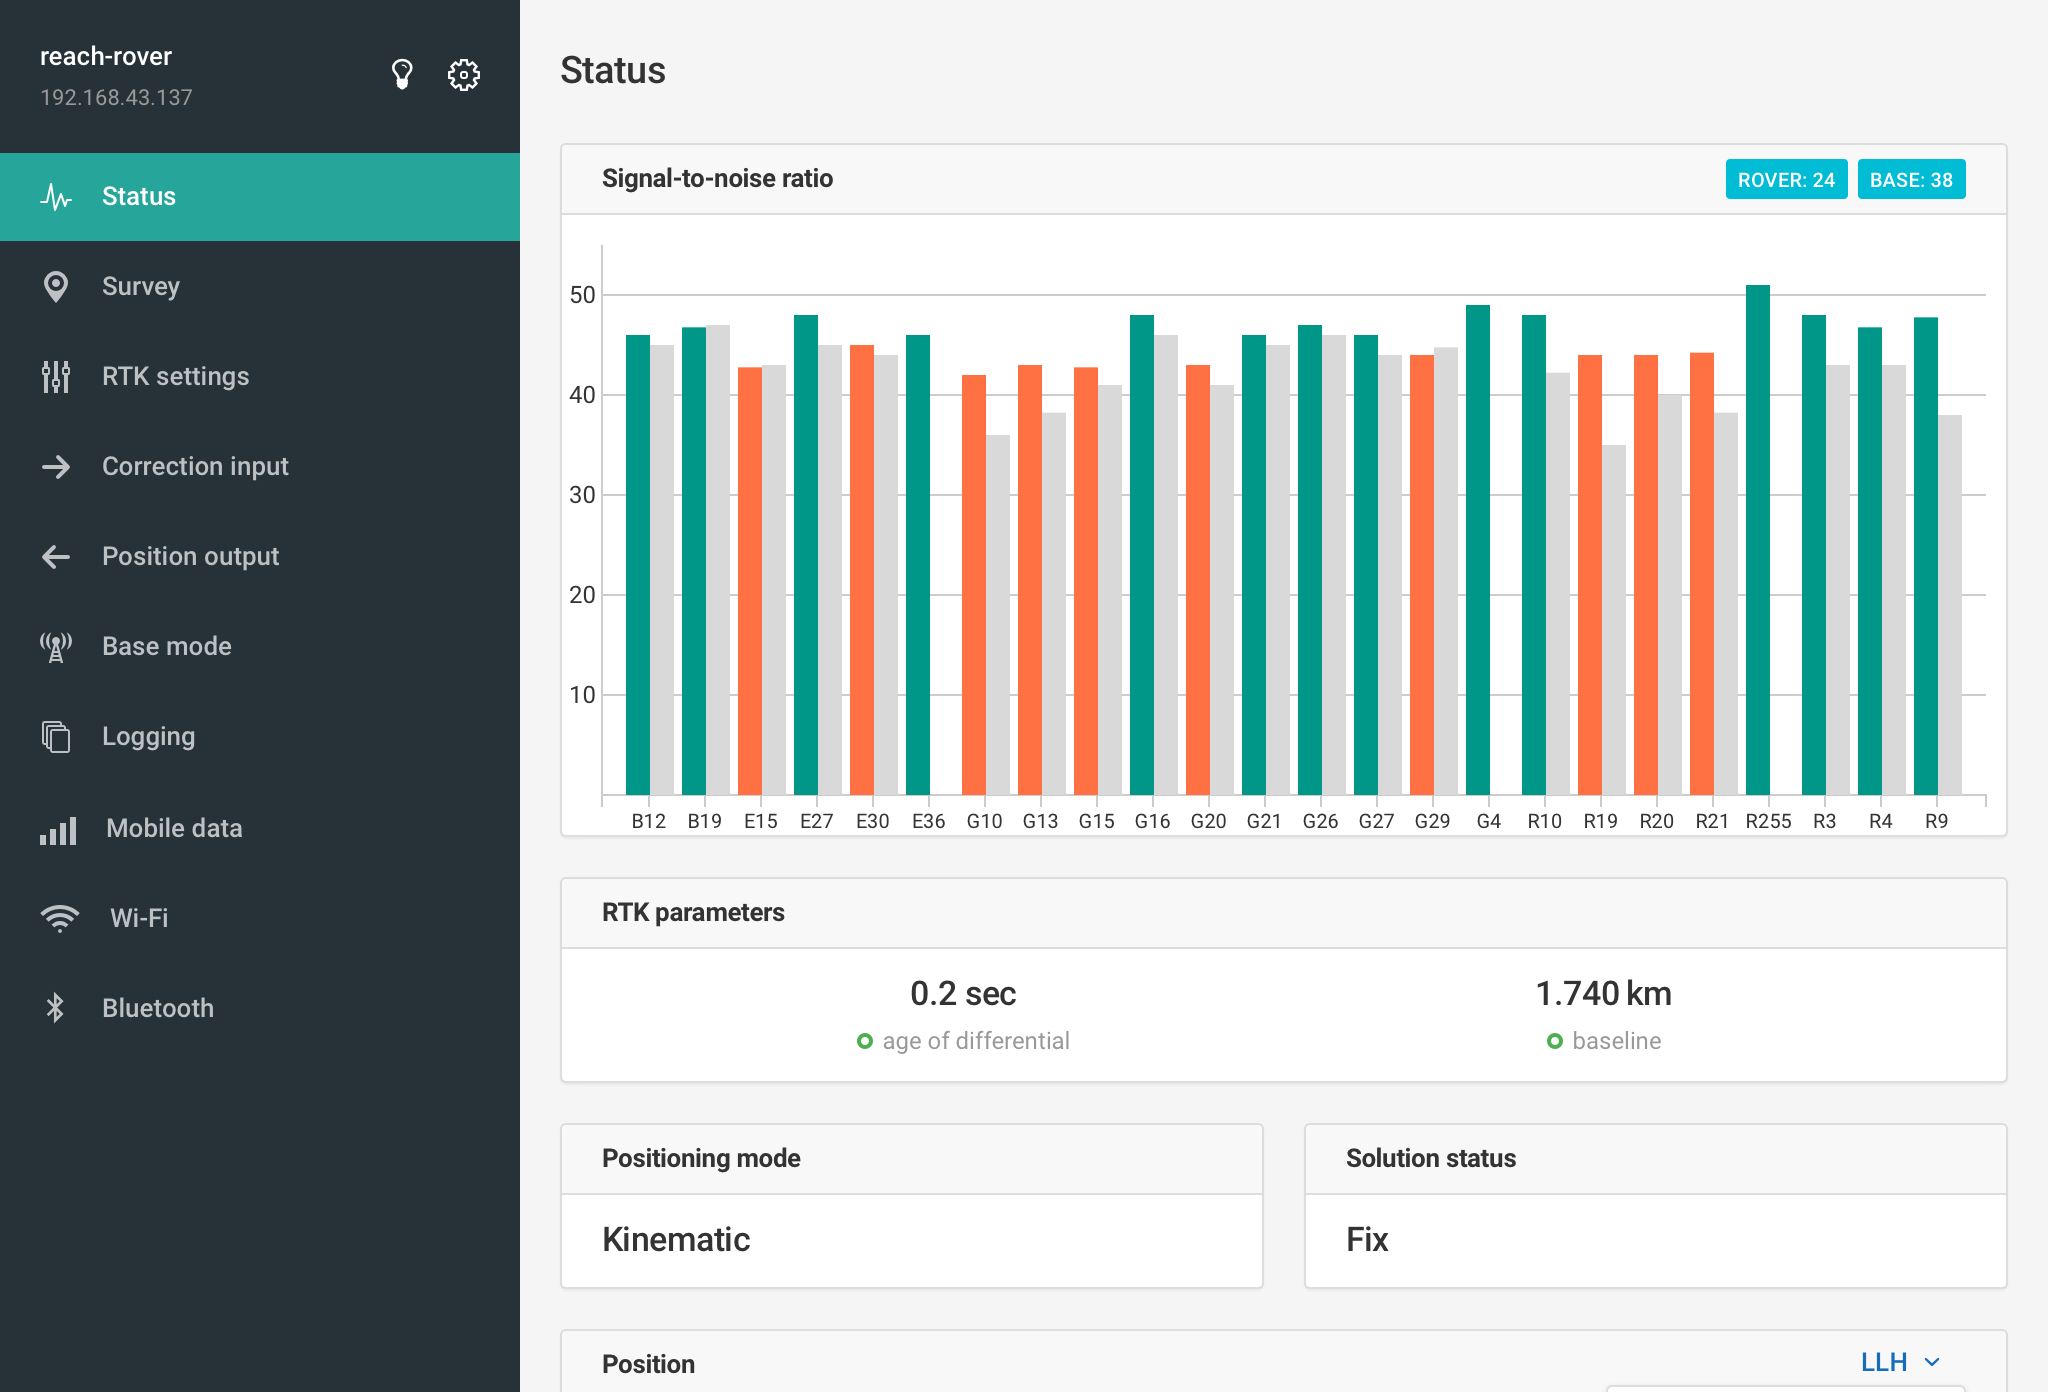 reach-rover
192.168.43.137
Status
Survey
RTK settings
Correction input
Position output
Base mode
Logging
Mobile data
Wi-Fi
Bluetooth
Status
Signal-to-noise ratio
ROVER: 24 BASE: 38
50
40
30
20
10
B12 B19 E15 E27 E30 E36 G10 G13 G15 G16 G20 G21 G26 G27 G29 G4 R10 R19 R20 R21 R255 R3 R4 R9
RTK parameters
0.2 sec 1.740 km
age of differential baseline
Positioning mode Solution status
Kinematic Fix
Position LLH